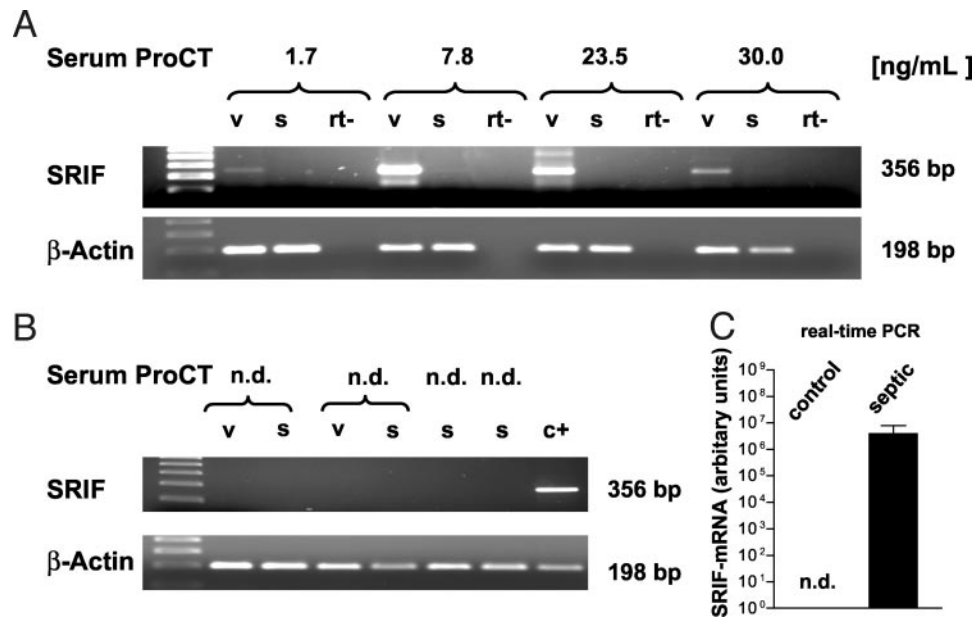 A
Serum ProCT 1.7 7.8 23.5 30.0 [ng/mL ]
v s rt- v s rt- v s rt- v s rt-
SRIF 356 bp
β-Actin 198 bp
B
Serum ProCT n.d. n.d. n.d. n.d.
v s v s s s c+
SRIF 356 bp
β-Actin 198 bp
C
real-time PCR
control septic
SRIF-mRNA (arbitary units)
10⁹
10⁸
10⁷
10⁶
10⁵
10⁴
10³
10²
10¹
10⁰
n.d.